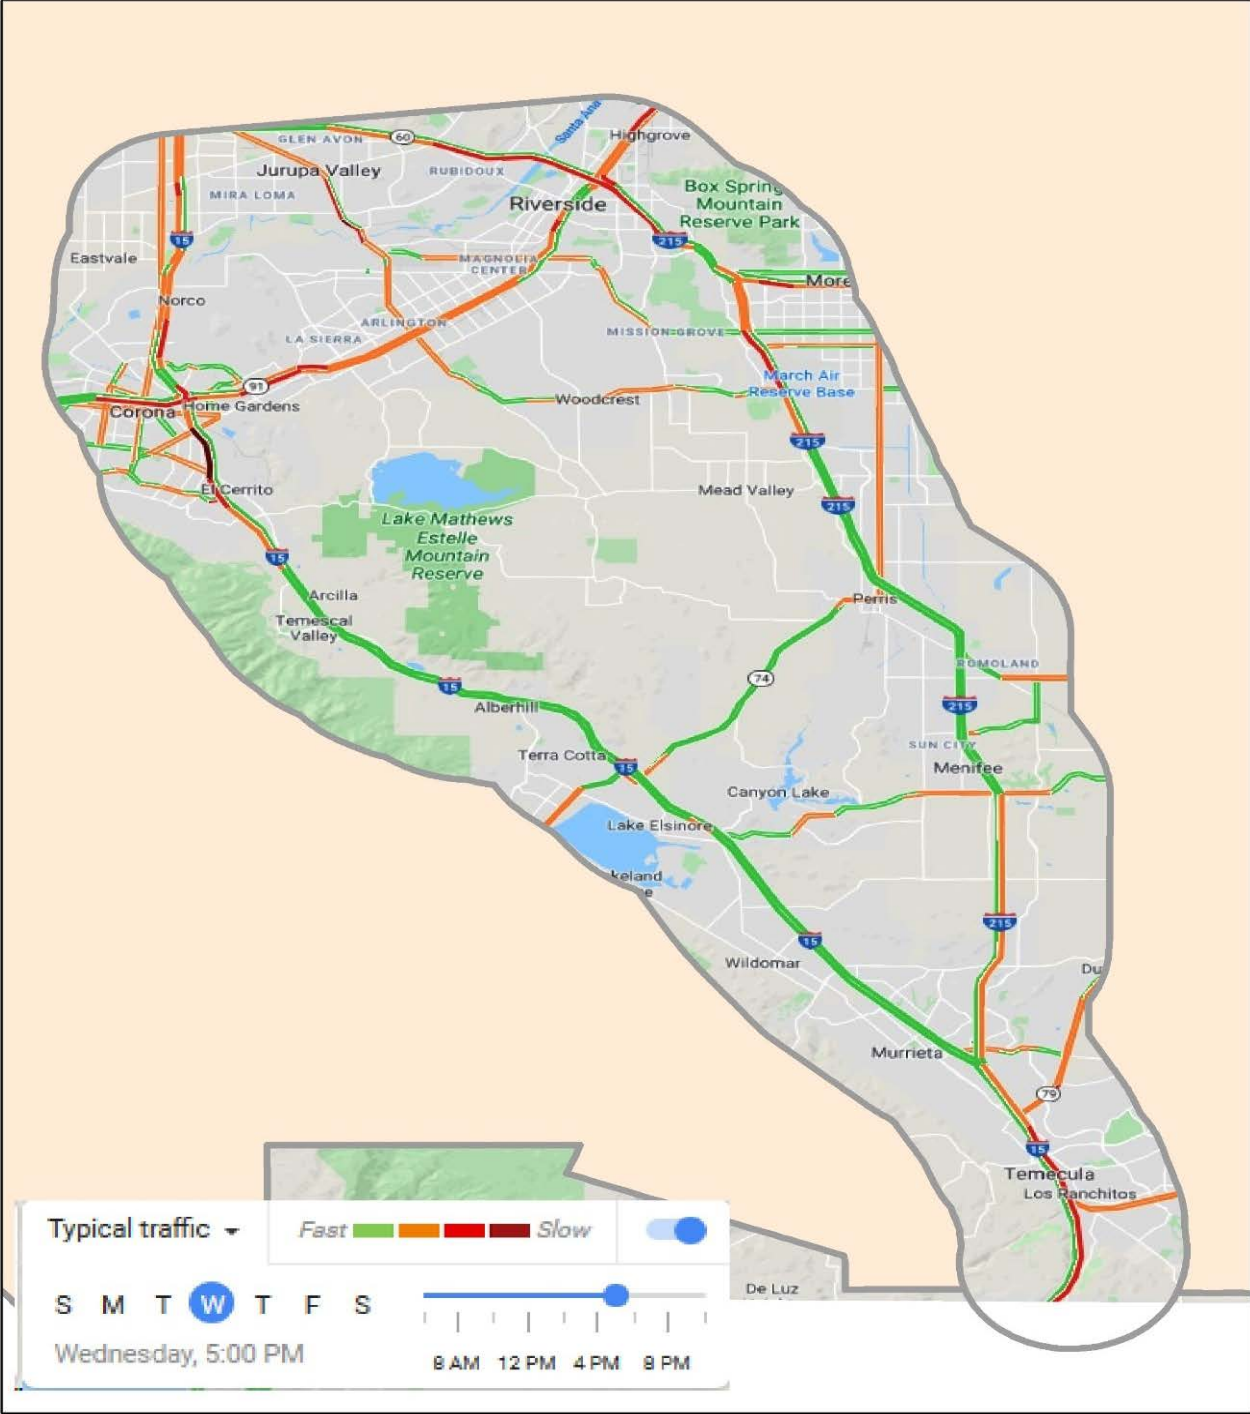 Santa Ana
Highgrove
GLEN AVON
60
Jurupa Valley
RUBIDOUX
MIRA LOMA
Box Spring
Mountain
Reserve Park
Riverside
15
215
Eastvale
MAGNOLIA
CENTER
More
Norco
ARLINGTON
MISSION GROVE
LA SIERRA
March Air
Reserve Base
91
Corona
Home Gardens
Woodcrest
215
El Cerrito
Mead Valley
215
Lake Mathews
Estelle
Mountain
Reserve
15
Arcilla
Perris
Temescal
Valley
ROMOLAND
74
15
215
Alberhill
SUN CITY
Terra Cotta
15
Menifee
Canyon Lake
Lake Elsinore
keland
e
215
15
Wildomar
Du
Murrieta
79
15
Temecula
Los Ranchitos
De Luz
Typical traffic
Fast
Slow
S M T W T F S
Wednesday, 5:00 PM
8 AM 12 PM 4 PM 8 PM